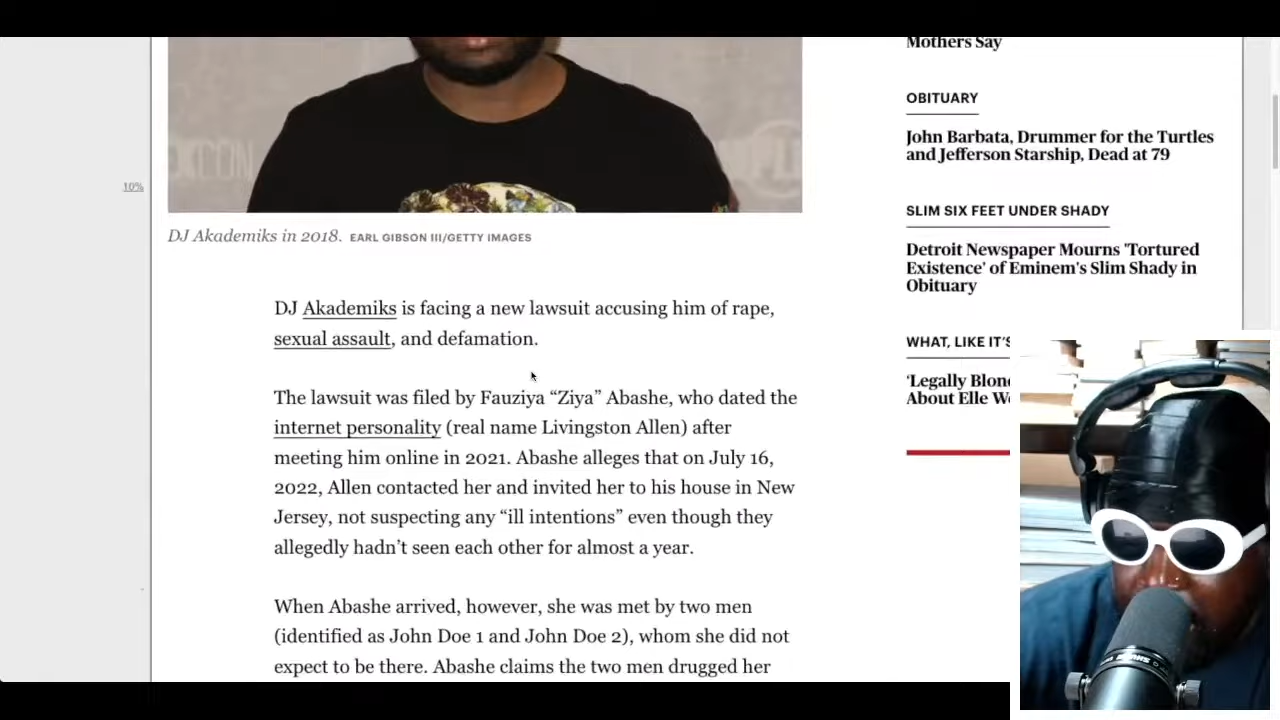 Mothers Say
OBITUARY
John Barbata, Drummer for the Turtles
and Jefferson Starship, Dead at 79
SLIM SIX FEET UNDER SHADY
Detroit Newspaper Mourns 'Tortured
Existence' of Eminem's Slim Shady in
Obituary
WHAT, LIKE IT'S
'Legally Blon
About Elle W
10%
DJ Akademiks in 2018. EARL GIBSON III/GETTY IMAGES
DJ Akademiks is facing a new lawsuit accusing him of rape,
sexual assault, and defamation.
The lawsuit was filed by Fauziya “Ziya” Abashe, who dated the
internet personality (real name Livingston Allen) after
meeting him online in 2021. Abashe alleges that on July 16,
2022, Allen contacted her and invited her to his house in New
Jersey, not suspecting any “ill intentions” even though they
allegedly hadn’t seen each other for almost a year.
When Abashe arrived, however, she was met by two men
(identified as John Doe 1 and John Doe 2), whom she did not
expect to be there. Abashe claims the two men drugged her